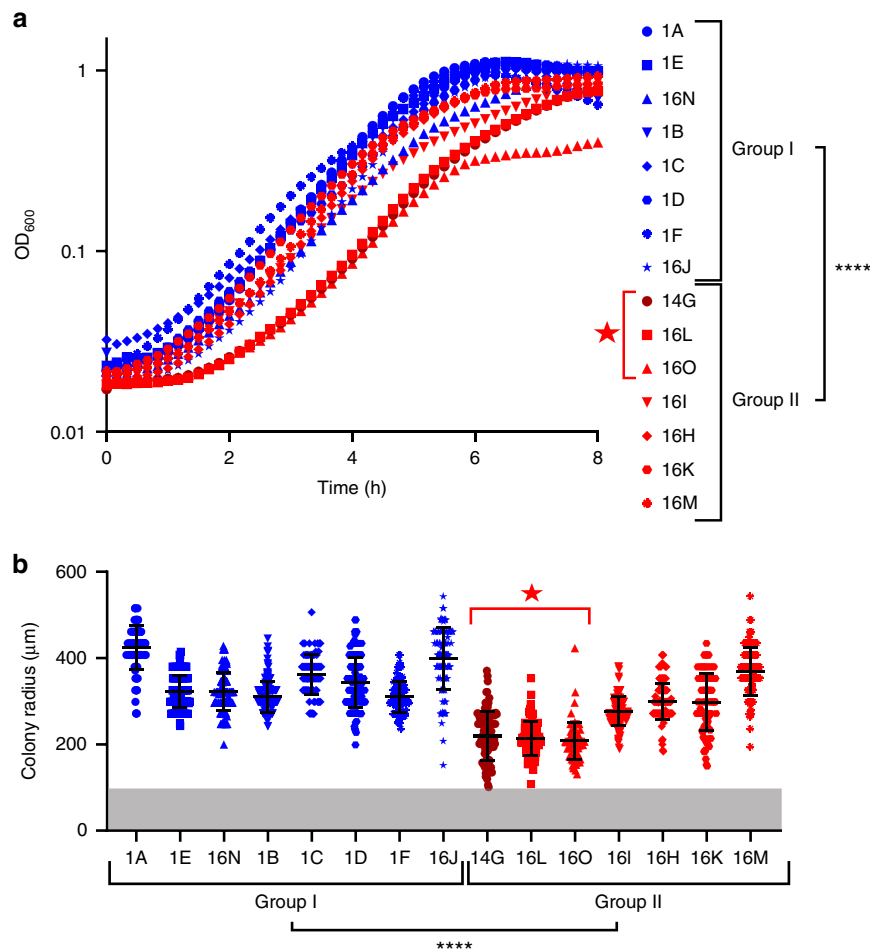 a
1
0.1
0.01
OD600
0
2
4
6
8
Time (h)
1A
1E
16N
1B
1C
1D
1F
16J
14G
16L
16O
16I
16H
16K
16M
Group I
Group II
****
b
600
400
200
0
Colony radius (μm)
1A 1E 16N 1B 1C 1D 1F 16J 14G 16L 16O 16I 16H 16K 16M
Group I Group II
****